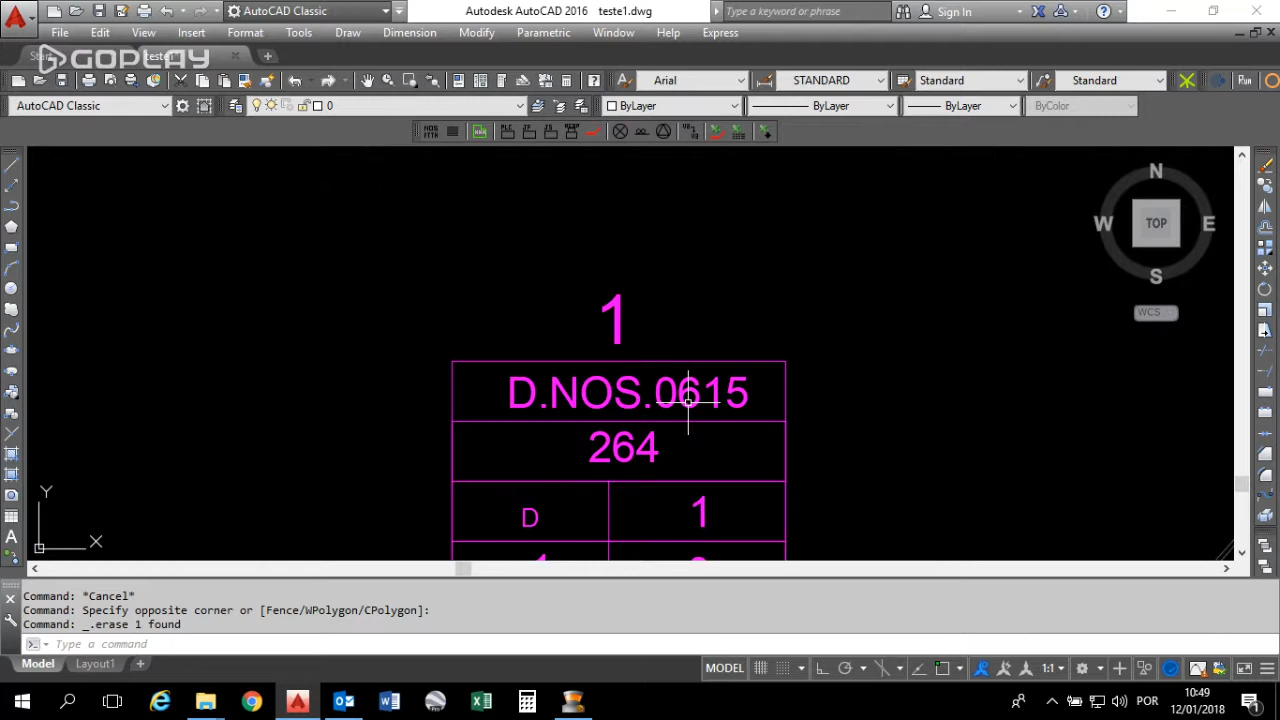 AutoCAD Classic
Autodesk AutoCAD 2016 teste1.dwg
Type a keyword or phrase
Sign In
File Edit View Insert Format Tools Draw Dimension Modify Parametric Window Help Express
Start
teste1
GOPLAY
Arial
STANDARD
Standard
Standard
Run
AutoCAD Classic
0
ByLayer
ByLayer
ByLayer
ByColor
N
W
TOP
E
S
WCS
1
D.NOS.0615
264
D 1
Y
X
Command: *Cancel*
Command: Specify opposite corner or [Fence/WPolygon/CPolygon]:
Command: _.erase 1 found
Type a command
Model Layout1
MODEL
1:1
POR
10:49
12/01/2018